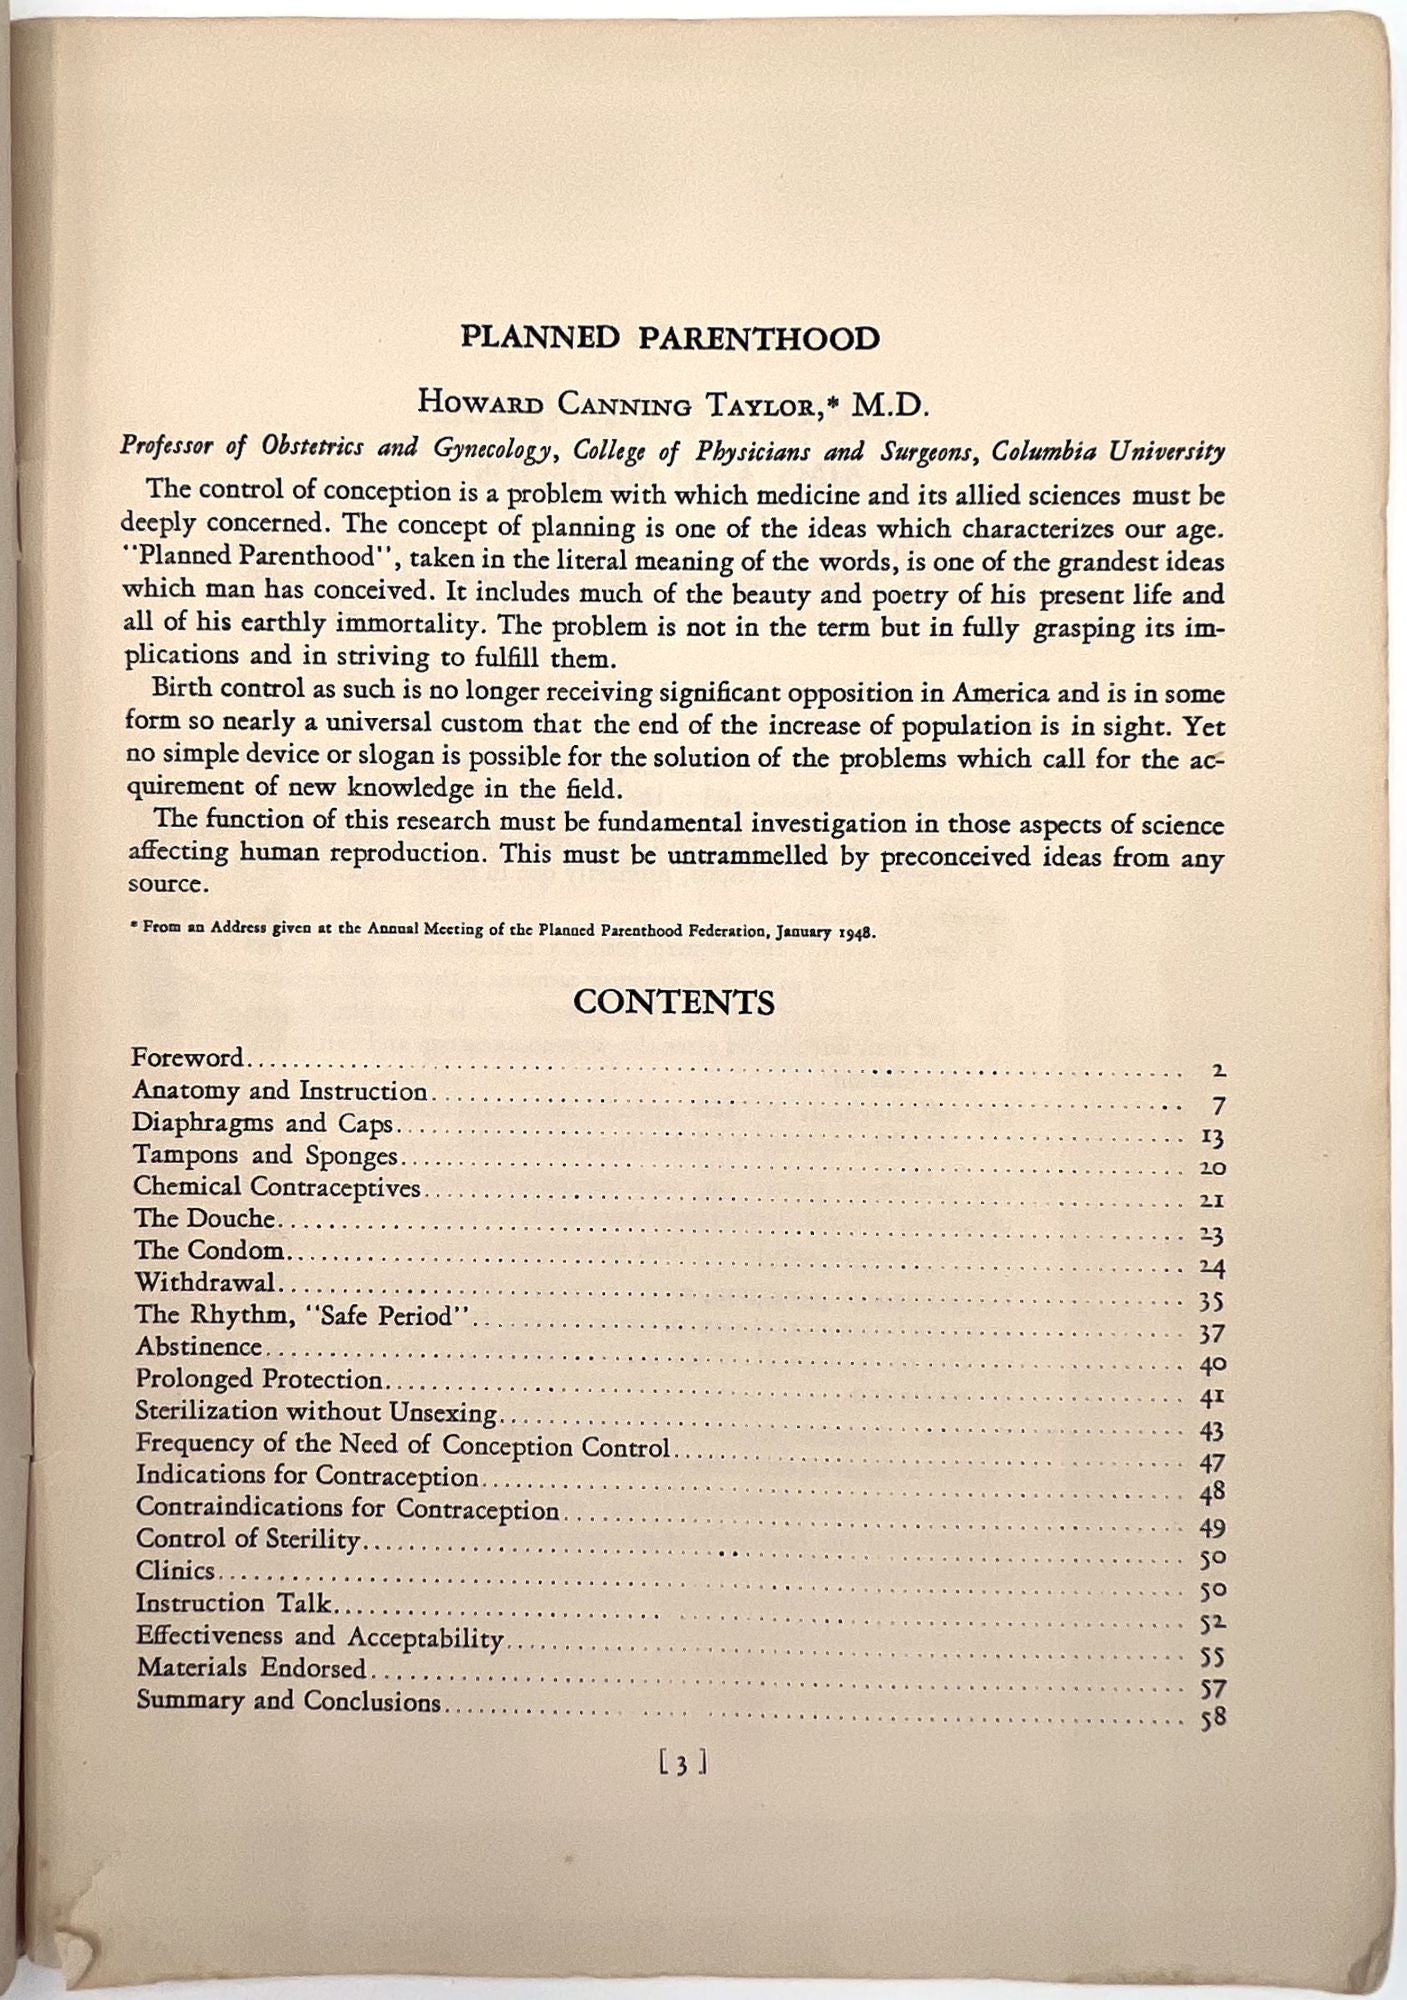 PLANNED PARENTHOOD
HOWARD CANNING TAYLOR,* M.D.
Professor of Obstetrics and Gynecology, College of Physicians and Surgeons, Columbia University
The control of conception is a problem with which medicine and its allied sciences must be
deeply concerned. The concept of planning is one of the ideas which characterizes our age.
"Planned Parenthood", taken in the literal meaning of the words, is one of the grandest ideas
which man has conceived. It includes much of the beauty and poetry of his present life and
all of his earthly immortality. The problem is not in the term but in fully grasping its im-
plications and in striving to fulfill them.
Birth control as such is no longer receiving significant opposition in America and is in some
form so nearly a universal custom that the end of the increase of population is in sight. Yet
no simple device or slogan is possible for the solution of the problems which call for the ac-
quirement of new knowledge in the field.
The function of this research must be fundamental investigation in those aspects of science
affecting human reproduction. This must be untrammelled by preconceived ideas from any
source.
* From an Address given at the Annual Meeting of the Planned Parenthood Federation, January 1948.
CONTENTS
Foreword 2
Anatomy and Instruction 7
Diaphragms and Caps 13
Tampons and Sponges 20
Chemical Contraceptives 21
The Douche 23
The Condom 24
Withdrawal 35
The Rhythm, "Safe Period" 37
Abstinence 40
Prolonged Protection 41
Sterilization without Unsexing 43
Frequency of the Need of Conception Control 47
Indications for Contraception 48
Contraindications for Contraception 49
Control of Sterility 50
Clinics 50
Instruction Talk 52
Effectiveness and Acceptability 55
Materials Endorsed 57
Summary and Conclusions 58
[ 3 ]